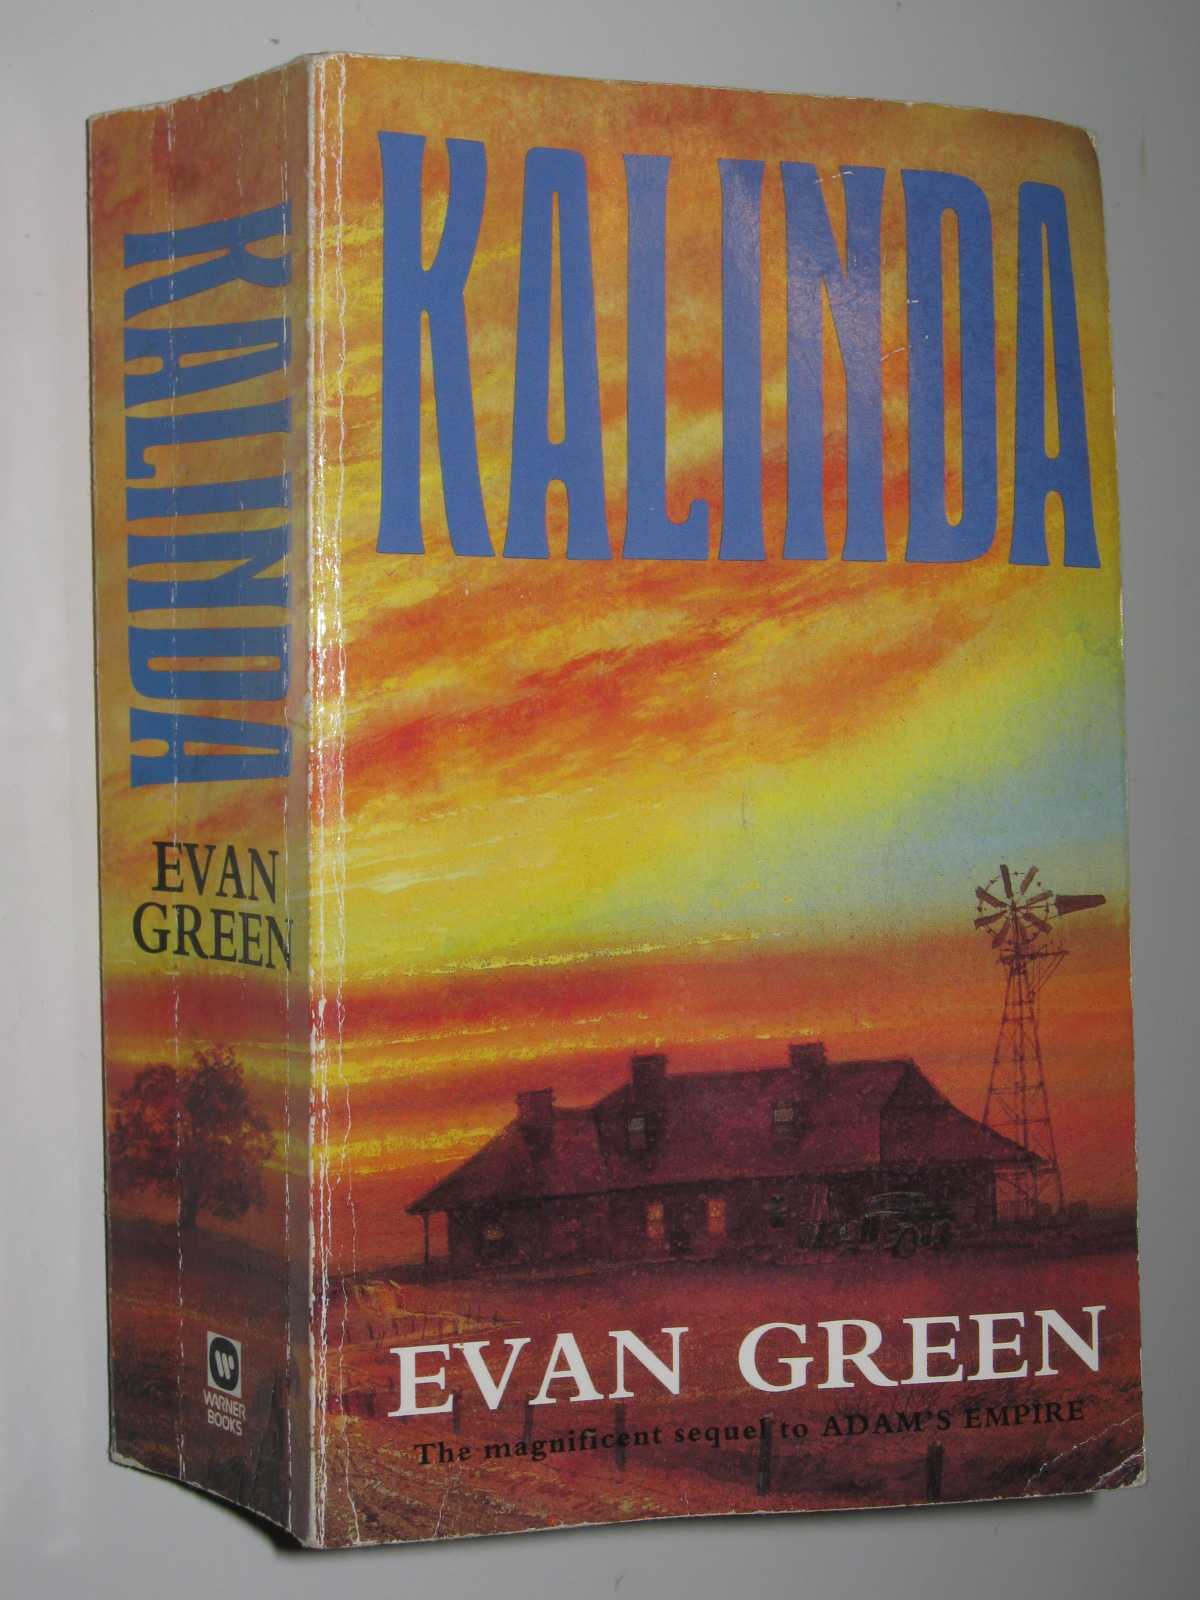 KALINDA
EVAN
GREEN
W
WARNER
BOOKS
KALINDA
EVAN GREEN
The magnificent sequel to ADAM'S EMPIRE